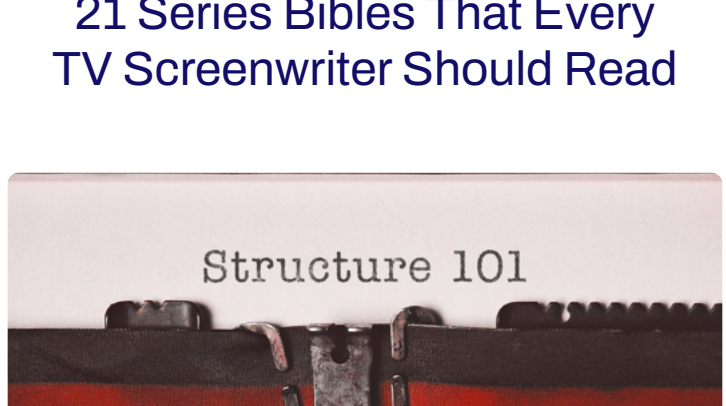 21 Series Bibles That Every
TV Screenwriter Should Read
Structure 101